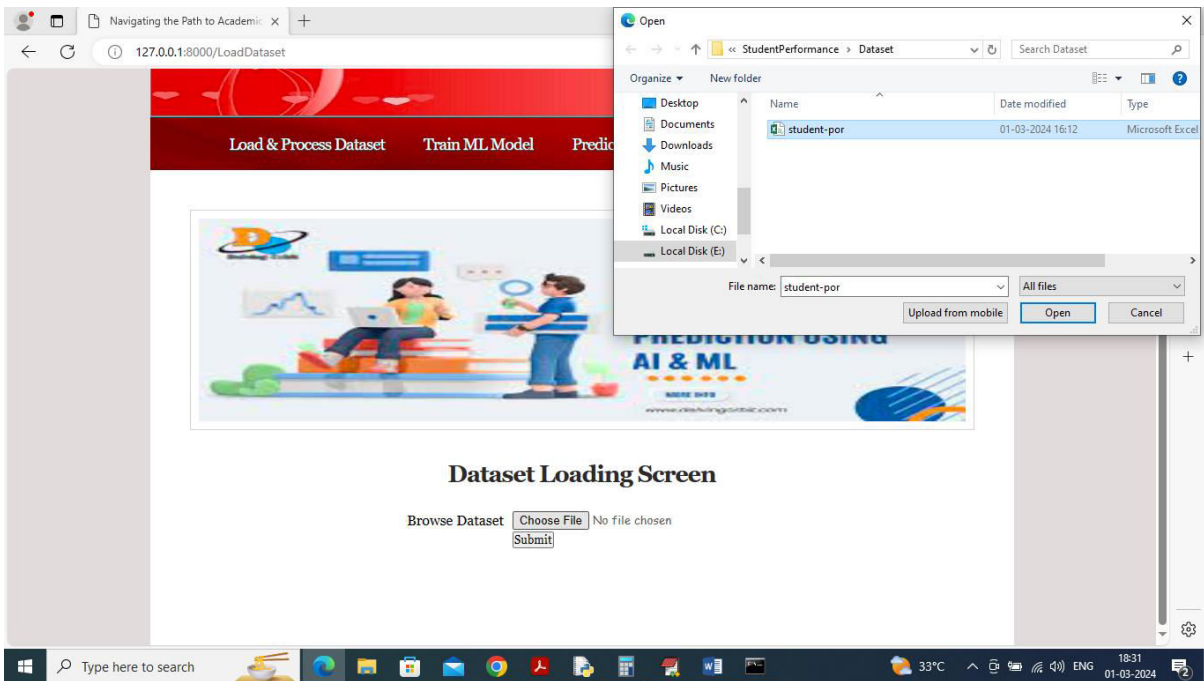 Navigating the Path to Academic
127.0.0.1:8000/LoadDataset
Load & Process Dataset Train ML Model Predic
PREDICTION USING
AI & ML
MORE INFO
Dataset Loading Screen
Browse Dataset Choose File No file chosen
Submit
Open
« StudentPerformance › Dataset
Search Dataset
Organize New folder
Desktop
Documents
Downloads
Music
Pictures
Videos
Local Disk (C:)
Local Disk (E:)
Name Date modified Type
student-por 01-03-2024 16:12 Microsoft Excel
File name: student-por All files
Upload from mobile Open Cancel
Type here to search
33°C ENG
18:31
01-03-2024
2